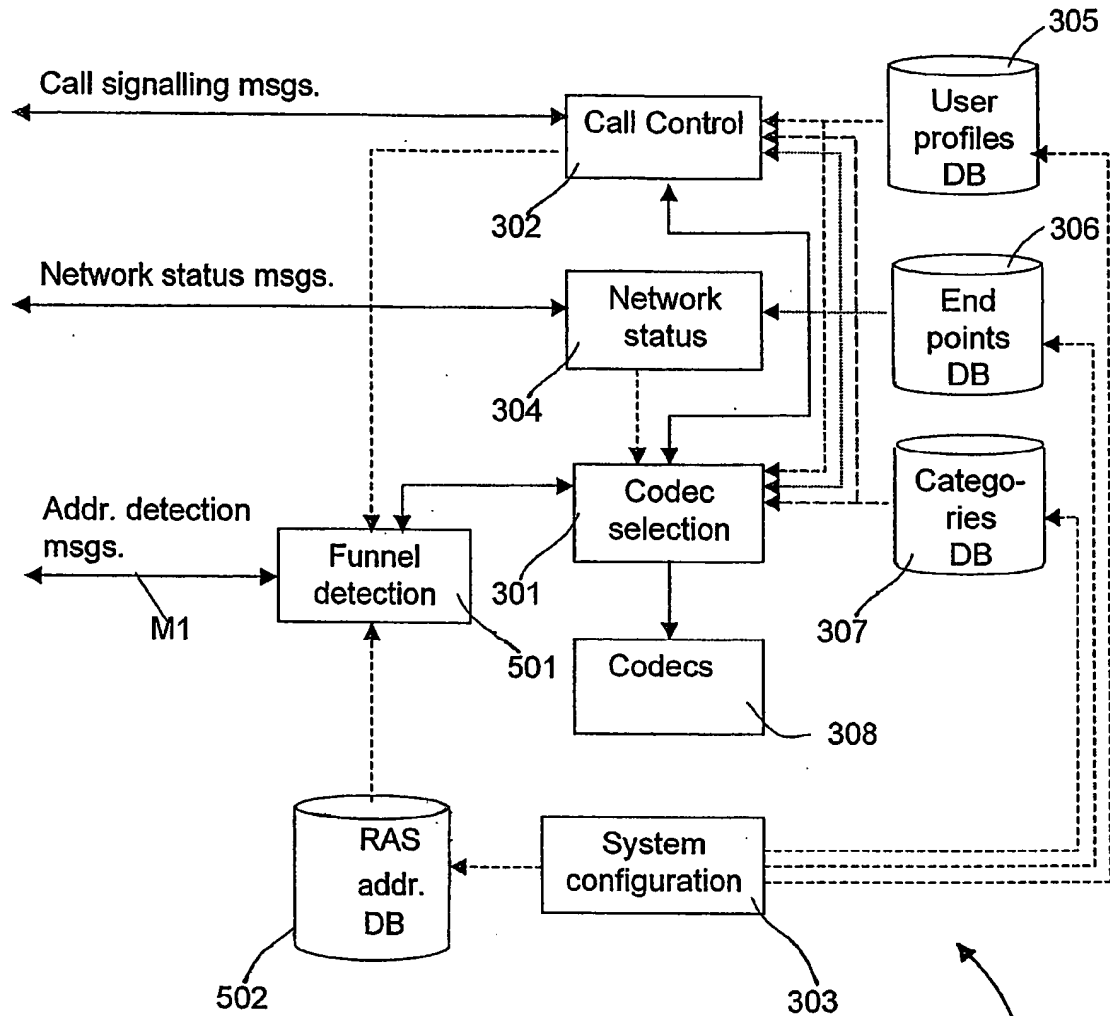 305
Call signalling msgs.
Call Control
User
profiles
DB
302
306
Network status msgs.
Network
status
End
points
DB
304
Addr. detection
msgs.
Codec
selection
Catego-
ries
DB
Funnel
detection
301
M1
307
501
Codecs
308
RAS
addr.
DB
System
configuration
502
303